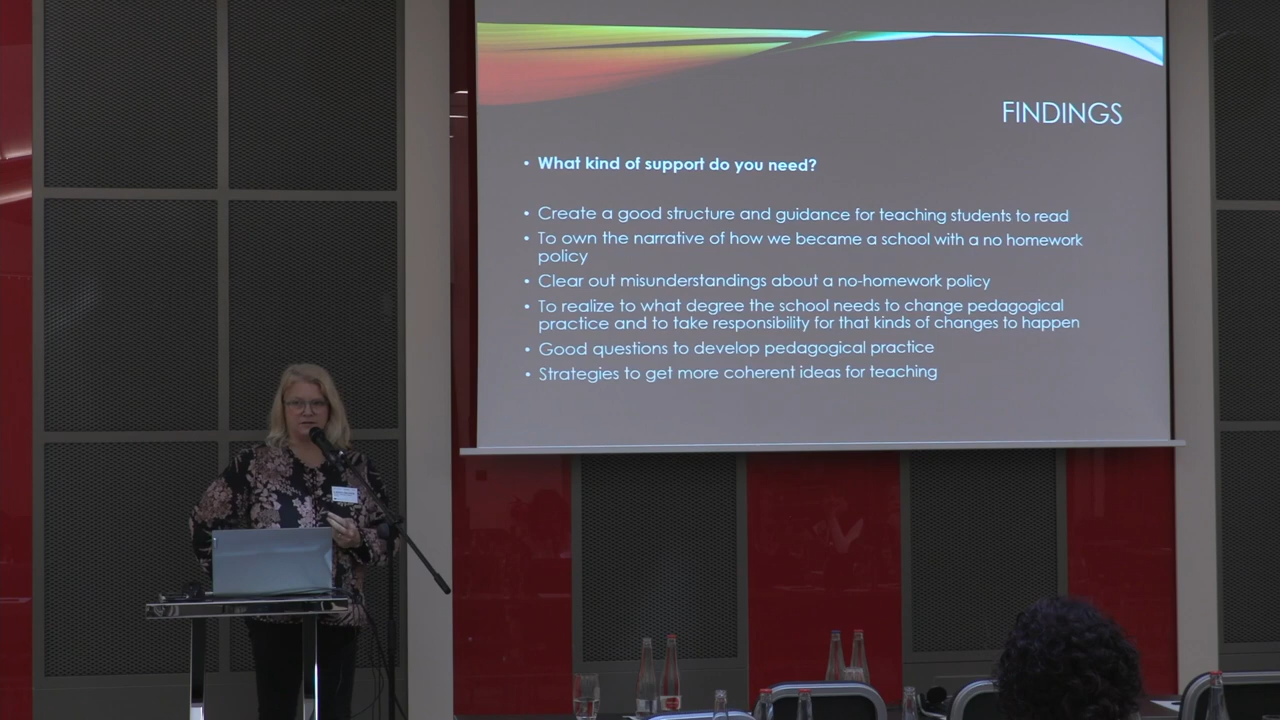 FINDINGS
• What kind of support do you need?
• Create a good structure and guidance for teaching students to read
• To own the narrative of how we became a school with a no homework
policy
• Clear out misunderstandings about a no-homework policy
• To realize to what degree the school needs to change pedagogical
practice and to take responsibility for that kinds of changes to happen
• Good questions to develop pedagogical practice
• Strategies to get more coherent ideas for teaching